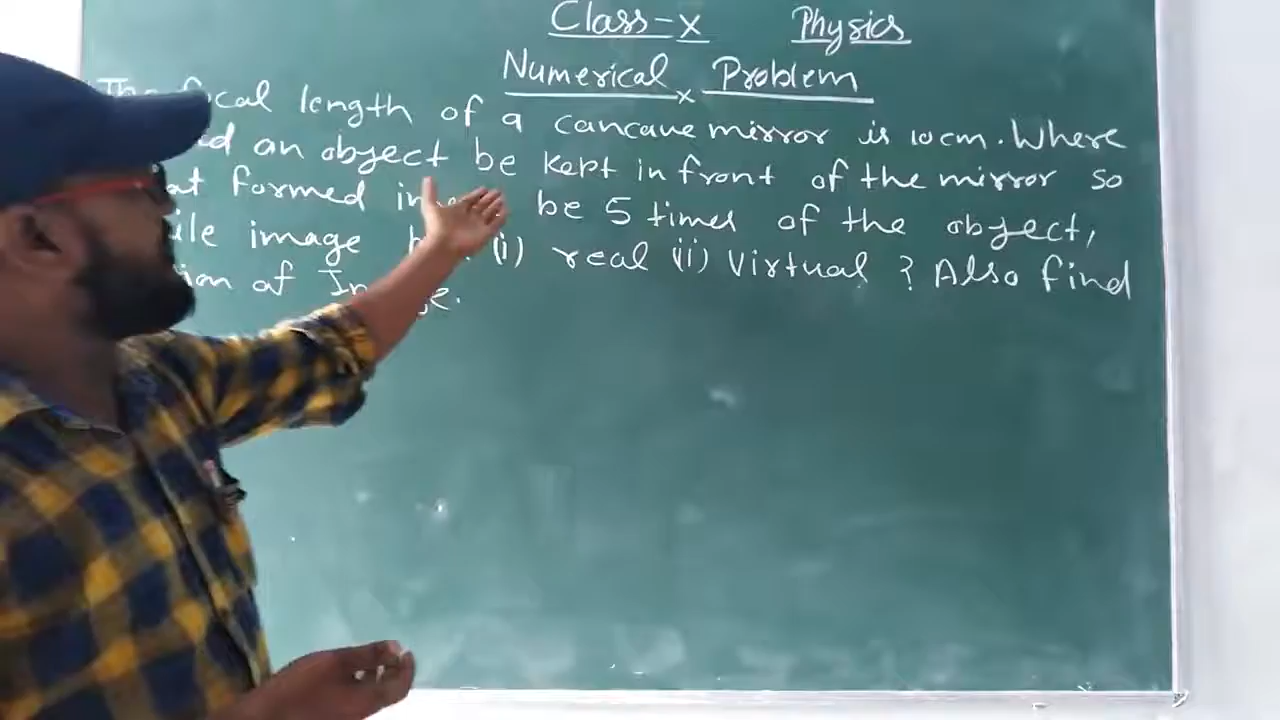 Class-X Physics
Numerical Problem
The focal length of a concave mirror is 10cm. Where
an object be kept in front of the mirror so
formed image be 5 times of the object,
image (i) real (ii) Virtual ? Also find
of Image.